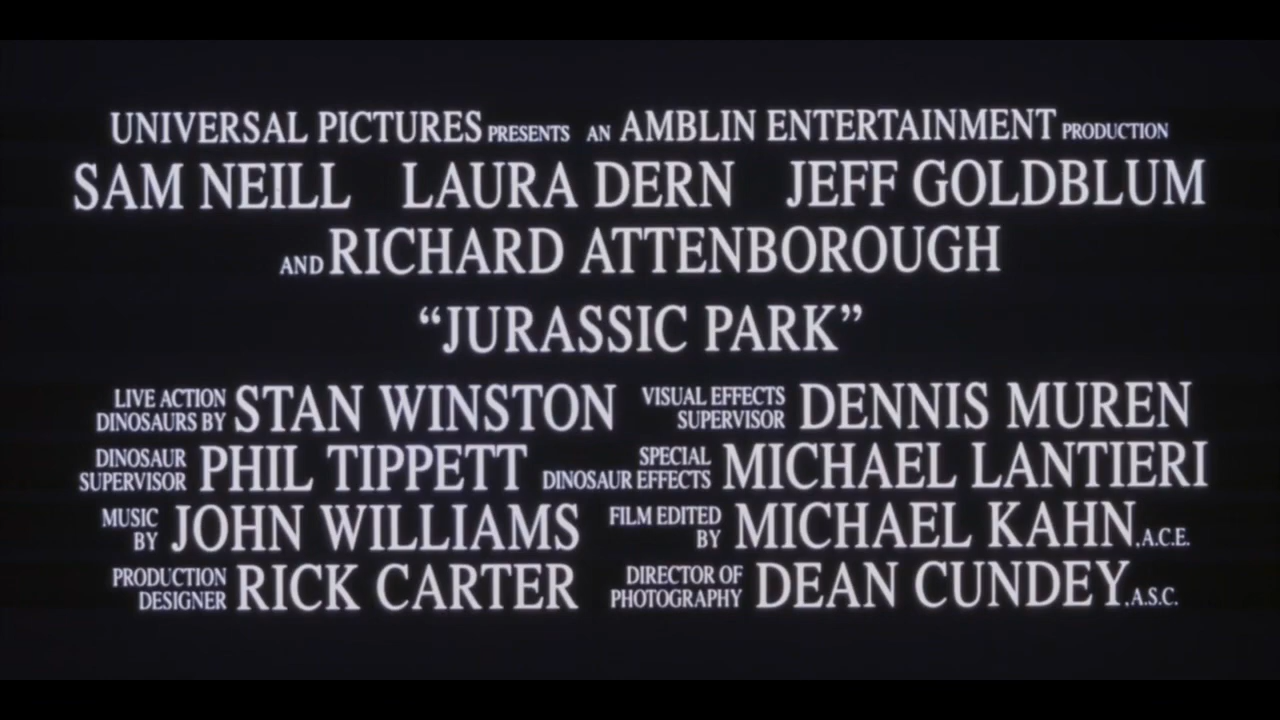 UNIVERSAL PICTURES PRESENTS AN AMBLIN ENTERTAINMENT PRODUCTION
SAM NEILL LAURA DERN JEFF GOLDBLUM
AND RICHARD ATTENBOROUGH
“JURASSIC PARK”
LIVE ACTION DINOSAURS BY STAN WINSTON VISUAL EFFECTS SUPERVISOR DENNIS MUREN
DINOSAUR SUPERVISOR PHIL TIPPETT SPECIAL DINOSAUR EFFECTS MICHAEL LANTIERI
MUSIC BY JOHN WILLIAMS FILM EDITED BY MICHAEL KAHN, A.C.E.
PRODUCTION DESIGNER RICK CARTER DIRECTOR OF PHOTOGRAPHY DEAN CUNDEY, A.S.C.